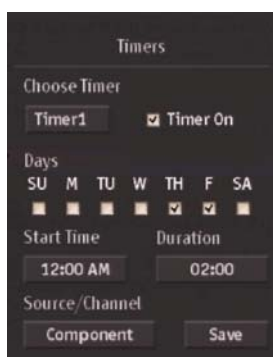 Timers
Choose Timer
Timer1 Timer On
Days
SU M TU W TH F SA
Start Time Duration
12:00 AM 02:00
Source/Channel
Component Save